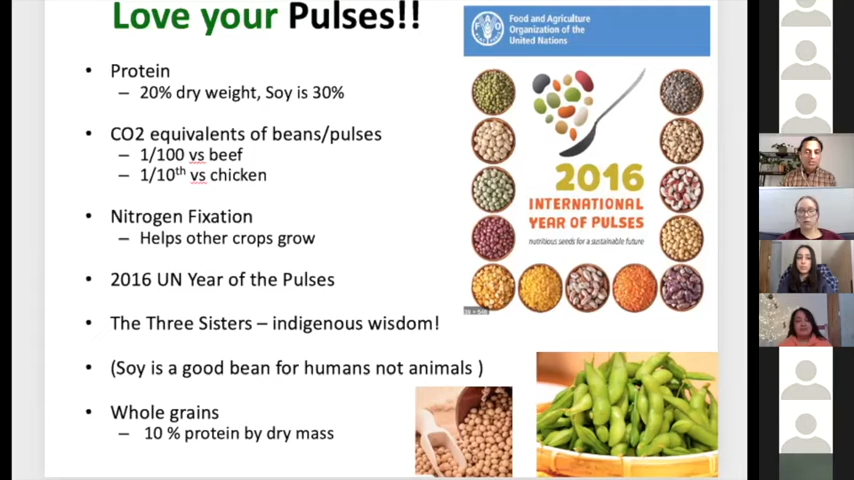 Love your Pulses!!
• Protein
– 20% dry weight, Soy is 30%
• CO2 equivalents of beans/pulses
– 1/100 vs beef
– 1/10th vs chicken
• Nitrogen Fixation
– Helps other crops grow
• 2016 UN Year of the Pulses
• The Three Sisters – indigenous wisdom!
• (Soy is a good bean for humans not animals )
• Whole grains
– 10 % protein by dry mass
Food and Agriculture
Organization of the
United Nations
2016
INTERNATIONAL
YEAR OF PULSES
nutritious seeds for a sustainable future